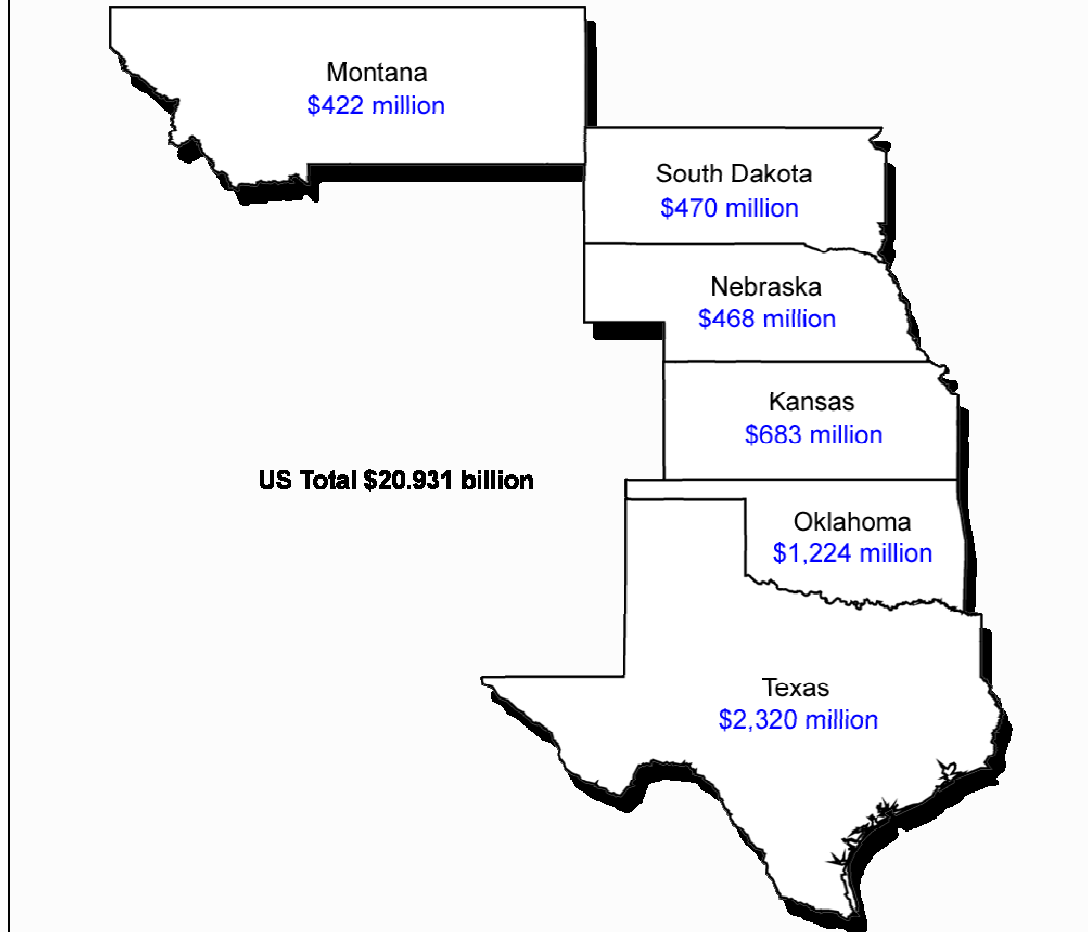 Montana
$422 million
South Dakota
$470 million
Nebraska
$468 million
Kansas
$683 million
US Total $20.931 billion
Oklahoma
$1,224 million
Texas
$2,320 million